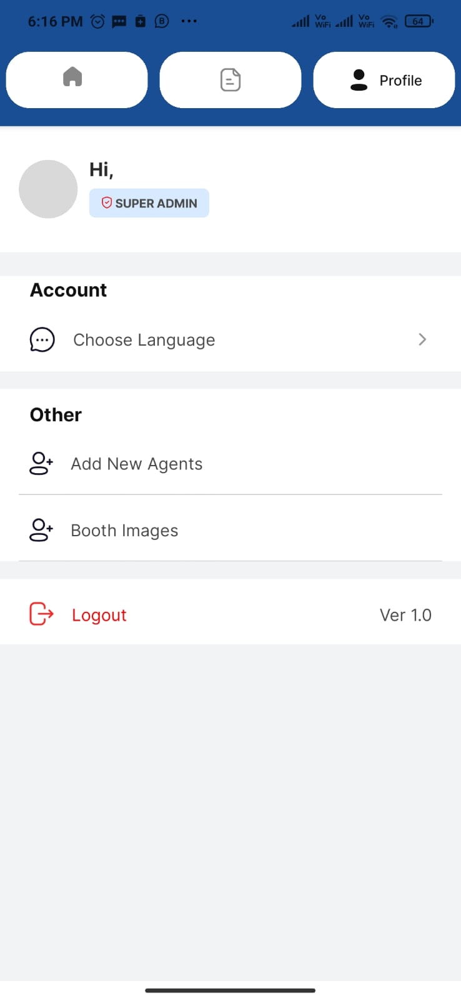 6:16 PM
Vo WiFi
Vo WiFi
64
Profile
Hi,
SUPER ADMIN
Account
Choose Language
Other
Add New Agents
Booth Images
Logout
Ver 1.0